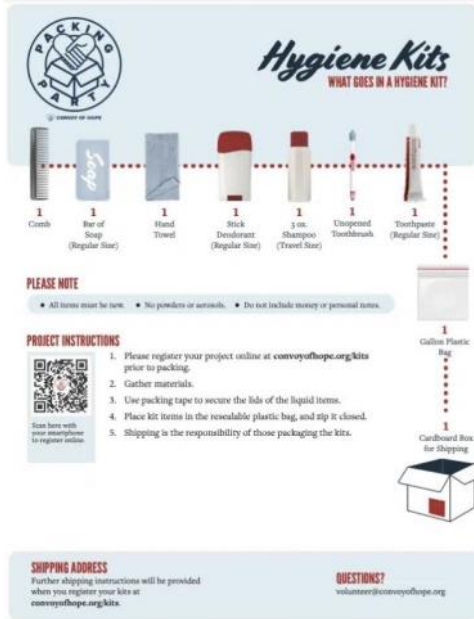 PACKING
PARTY
CONVOY OF HOPE
Hygiene Kits
WHAT GOES IN A HYGIENE KIT?
Soap
1
Comb
1
Bar of
Soap
(Regular Size)
1
Hand
Towel
1
Stick
Deodorant
(Regular Size)
1
3 oz.
Shampoo
(Travel Size)
1
Unopened
Toothbrush
1
Toothpaste
(Regular Size)
1
Gallon Plastic
Bag
1
Cardboard Box
for Shipping
PLEASE NOTE
• All items must be new. • No powders or aerosols. • Do not include money or personal notes.
PROJECT INSTRUCTIONS
Scan here with
your smartphone
to register online.
1. Please register your project online at convoyofhope.org/kits
prior to packing.
2. Gather materials.
3. Use packing tape to secure the lids of the liquid items.
4. Place kit items in the resealable plastic bag, and zip it closed.
5. Shipping is the responsibility of those packaging the kits.
SHIPPING ADDRESS
Further shipping instructions will be provided
when you register your kits at
convoyofhope.org/kits.
QUESTIONS?
volunteer@convoyofhope.org